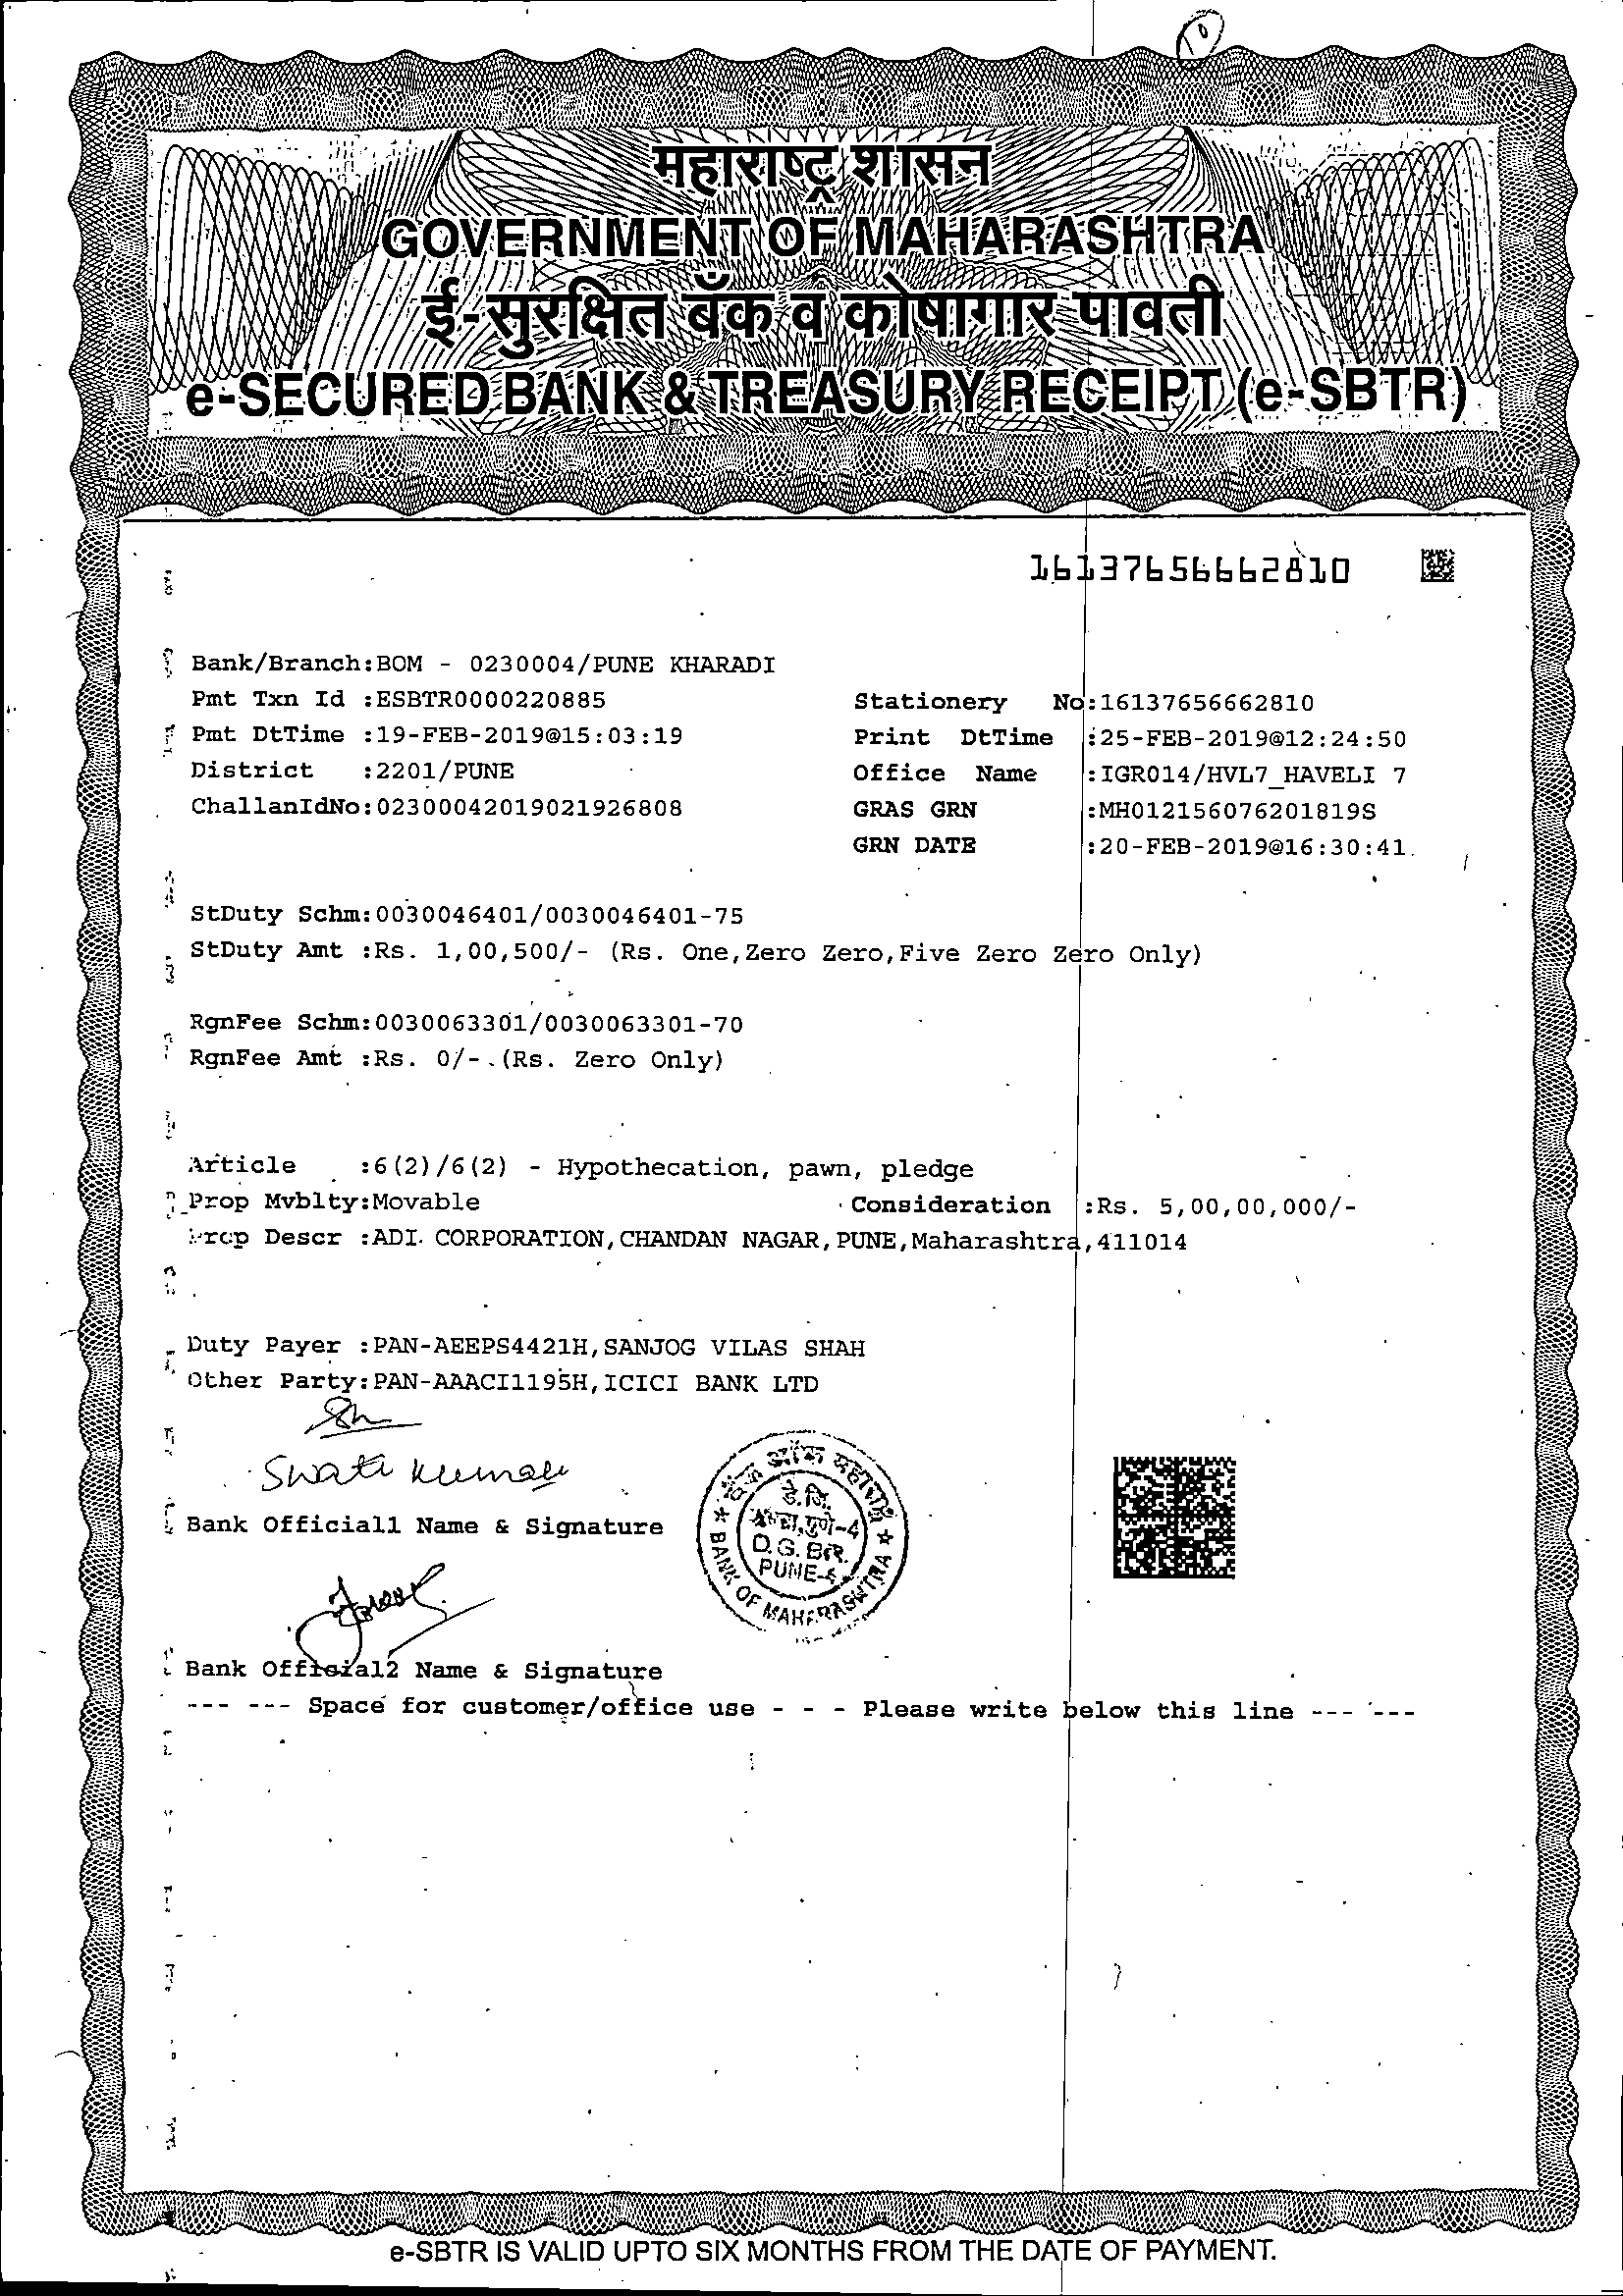 10
महाराष्ट्र शासन
GOVERNMENT OF MAHARASHTRA
ई-सुरक्षित बँक व कोषागार पावती
e-SECURED BANK & TREASURY RECEIPT (e-SBTR)
16137656662810
Bank/Branch:BOM - 0230004/PUNE KHARADI
Pmt Txn Id :ESBTR0000220885 Stationery No:16137656662810
Pmt DtTime :19-FEB-2019@15:03:19 Print DtTime :25-FEB-2019@12:24:50
District :2201/PUNE Office Name :IGR014/HVL7_HAVELI 7
ChallanIdNo:02300042019021926808 GRAS GRN :MH012156076201819S
GRN DATE :20-FEB-2019@16:30:41
StDuty Schm:0030046401/0030046401-75
StDuty Amt :Rs. 1,00,500/- (Rs. One,Zero Zero,Five Zero Zero Only)
RgnFee Schm:0030063301/0030063301-70
RgnFee Amt :Rs. 0/- (Rs. Zero Only)
Article :6(2)/6(2) - Hypothecation, pawn, pledge
Prop Mvblty:Movable Consideration :Rs. 5,00,00,000/-
Prop Descr :ADI CORPORATION,CHANDAN NAGAR,PUNE,Maharashtra,411014
Duty Payer :PAN-AEEPS4421H,SANJOG VILAS SHAH
Other Party:PAN-AAACI1195H,ICICI BANK LTD
Swati Kumari
Bank Official1 Name & Signature
बँक ऑफ महाराष्ट्र
डे.जि.
पुणे-4
D.G. BR.
PUNE-4
BANK OF MAHARASHTRA
Bank Official2 Name & Signature
--- --- Space for customer/office use - - - Please write below this line --- ---
e-SBTR IS VALID UPTO SIX MONTHS FROM THE DATE OF PAYMENT.